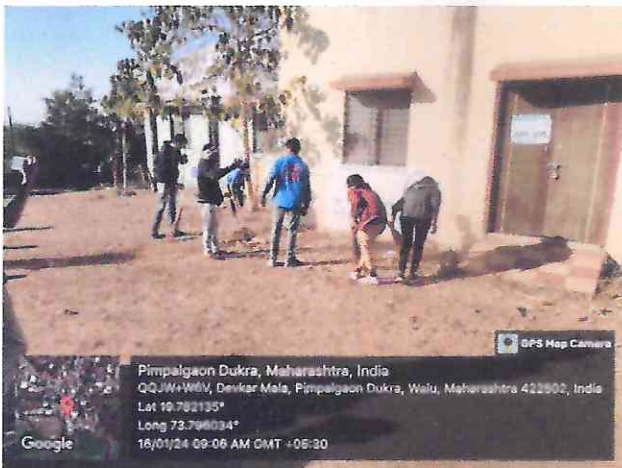 GPS Map Camera
Pimpalgaon Dukra, Maharashtra, India
QQJW+W6V, Devkar Mala, Pimpalgaon Dukra, Walu, Maharashtra 422502, India
Lat 19.782135°
Long 73.796034°
16/01/24 09:06 AM GMT +05:30
Google